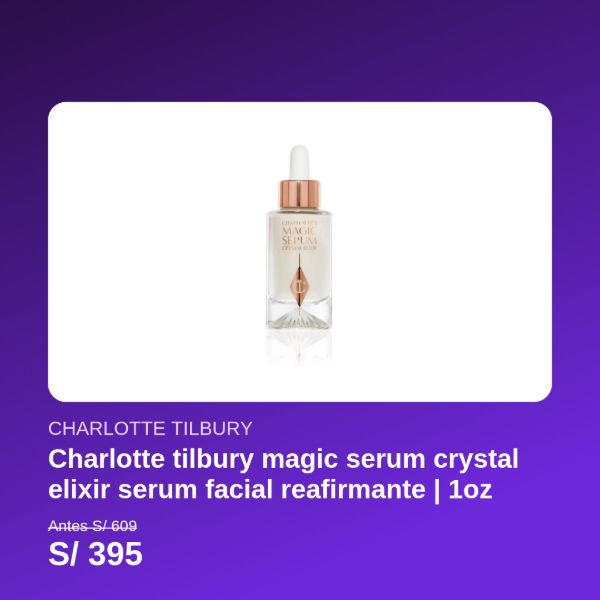 CHARLOTTE'S
MAGIC
SERUM
CRYSTAL ELIXIR
CHARLOTTE TILBURY
Charlotte tilbury magic serum crystal
elixir serum facial reafirmante | 1oz
Antes S/ 609
S/ 395